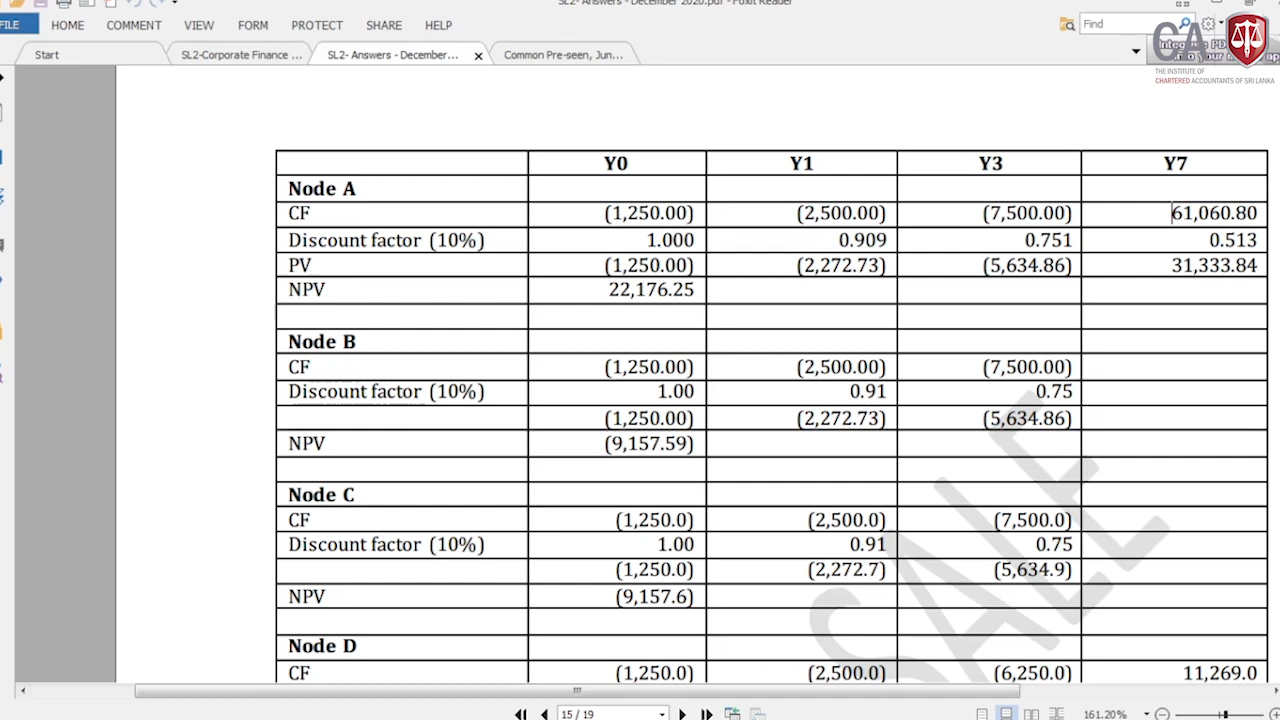 SL2- Answers - December 2020.pdf - Foxit Reader
FILE HOME COMMENT VIEW FORM PROTECT SHARE HELP Find
CA
THE INSTITUTE OF
CHARTERED ACCOUNTANTS OF SRI LANKA
Start SL2-Corporate Finance ... SL2- Answers - December... Common Pre-seen, Jun...
Y0 Y1 Y3 Y7
Node A
CF (1,250.00) (2,500.00) (7,500.00) 61,060.80
Discount factor (10%) 1.000 0.909 0.751 0.513
PV (1,250.00) (2,272.73) (5,634.86) 31,333.84
NPV 22,176.25
Node B
CF (1,250.00) (2,500.00) (7,500.00)
Discount factor (10%) 1.00 0.91 0.75
(1,250.00) (2,272.73) (5,634.86)
NPV (9,157.59)
Node C
CF (1,250.0) (2,500.0) (7,500.0)
Discount factor (10%) 1.00 0.91 0.75
(1,250.0) (2,272.7) (5,634.9)
NPV (9,157.6)
Node D
CF (1,250.0) (2,500.0) (6,250.0) 11,269.0
SALE
15 / 19 161.20%